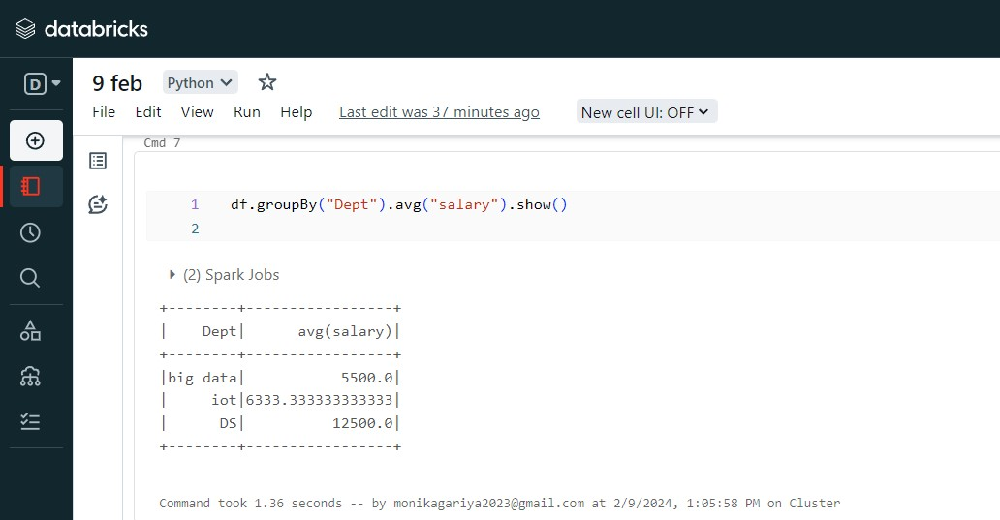 databricks
D
9 feb Python
File Edit View Run Help Last edit was 37 minutes ago New cell UI: OFF
Cmd 7
1 df.groupBy("Dept").avg("salary").show()
2
(2) Spark Jobs
+--------+-----------------+
|    Dept|      avg(salary)|
+--------+-----------------+
|big data|           5500.0|
|     iot|6333.333333333333|
|      DS|          12500.0|
+--------+-----------------+
Command took 1.36 seconds -- by monikagariya2023@gmail.com at 2/9/2024, 1:05:58 PM on Cluster